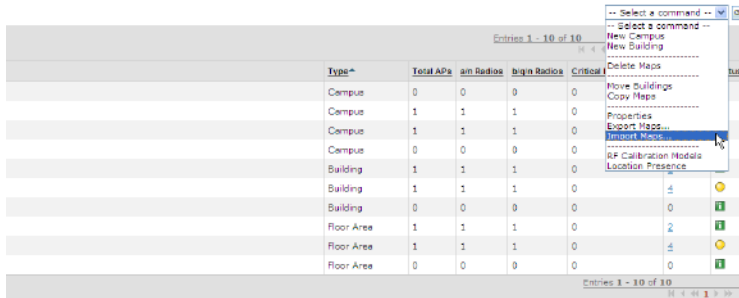 -- Select a command --
-- Select a command --
New Campus
New Building
Delete Maps
Move Buildings
Copy Maps
Properties
Export Maps...
Import Maps...
RF Calibration Models
Location Presence
Entries 1 - 10 of 10
Type Total APs a/n Radios b/g/n Radios Critical
Campus 0 0 0 0
Campus 1 1 1 0
Campus 1 1 1 0
Campus 0 0 0 0
Building 1 1 1 0
Building 1 1 1 0 4
Building 0 0 0 0 0
Floor Area 1 1 1 0 2
Floor Area 1 1 1 0 4
Floor Area 0 0 0 0 0
Entries 1 - 10 of 10
1